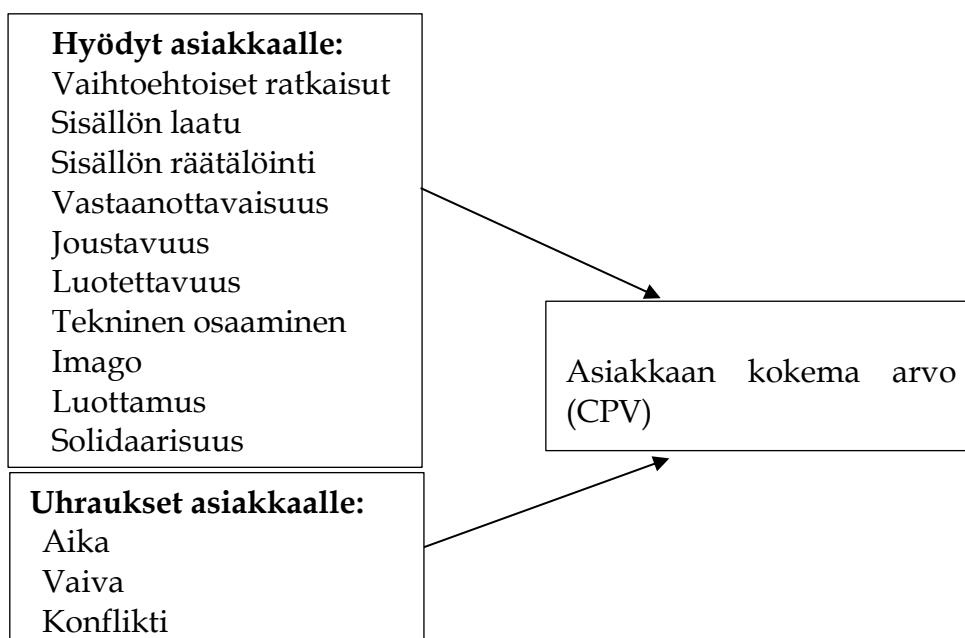 Hyödyt asiakkaalle:
Vaihtoehtoiset ratkaisut
Sisällön laatu
Sisällön räätälöinti
Vastaanottavaisuus
Joustavuus
Luotettavuus
Tekninen osaaminen
Imago
Luottamus
Solidaarisuus
Asiakkaan kokema arvo
(CPV)
Uhraukset asiakkaalle:
Aika
Vaiva
Konflikti